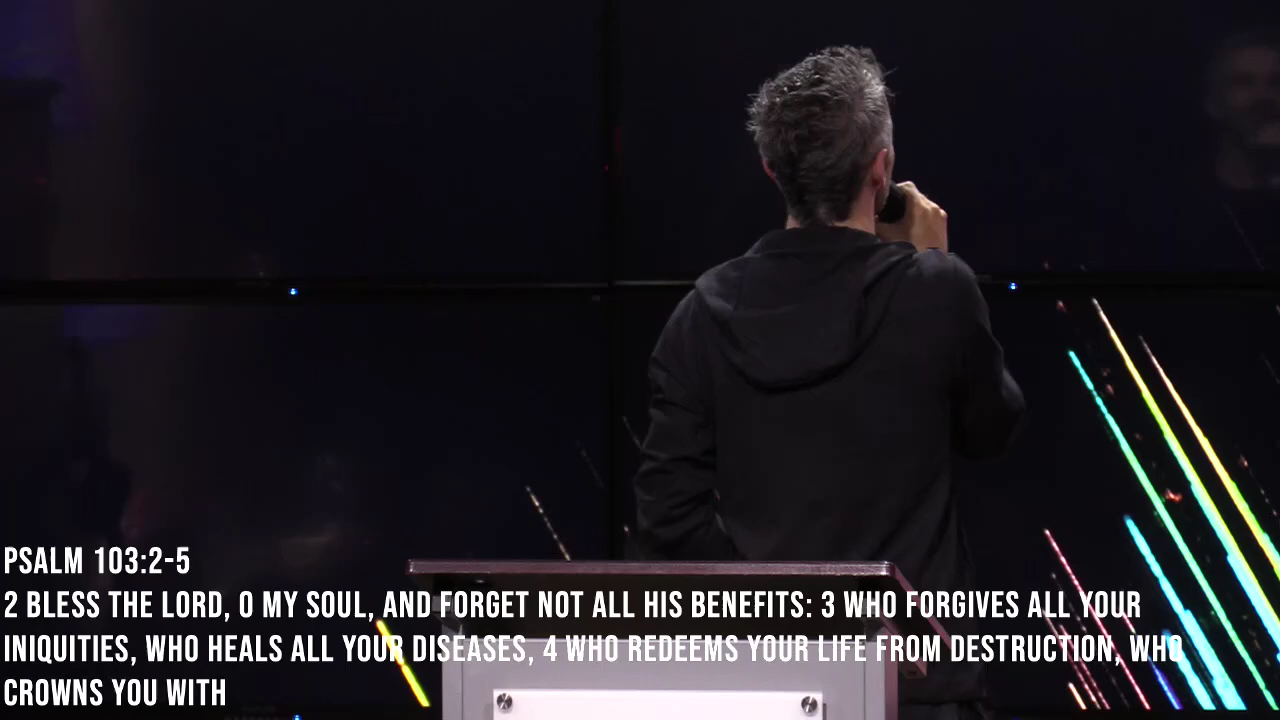 PSALM 103:2-5
2 BLESS THE LORD, O MY SOUL, AND FORGET NOT ALL HIS BENEFITS: 3 WHO FORGIVES ALL YOUR
INIQUITIES, WHO HEALS ALL YOUR DISEASES, 4 WHO REDEEMS YOUR LIFE FROM DESTRUCTION, WHO
CROWNS YOU WITH